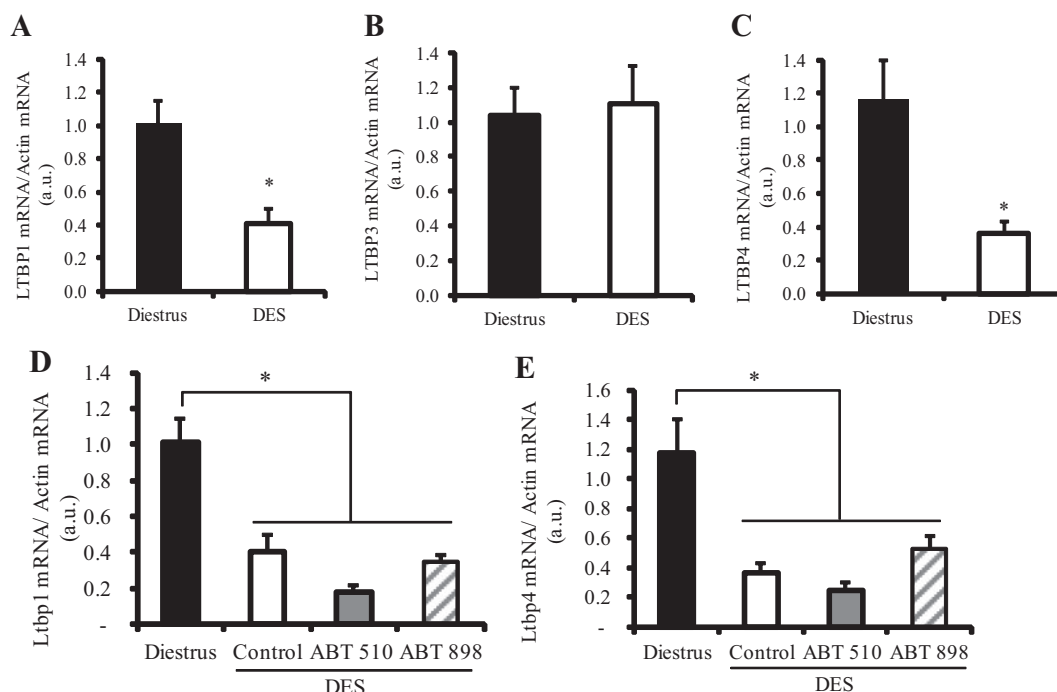 A
LTBP1 mRNA/Actin mRNA
(a.u.)
1.4
1.2
1.0
0.8
0.6
0.4
0.2
0.0
*
Diestrus
DES
B
LTBP3 mRNA/Actin mRNA
(a.u.)
1.4
1.2
1.0
0.8
0.6
0.4
0.2
0.0
Diestrus
DES
C
LTBP4 mRNA/Actin mRNA
(a.u.)
1.4
1.2
1.0
0.8
0.6
0.4
0.2
0.0
*
Diestrus
DES
D
Ltbp1 mRNA/ Actin mRNA
(a.u.)
1.4
1.2
1.0
0.8
0.6
0.4
0.2
-
*
Diestrus
Control ABT 510 ABT 898
DES
E
Ltbp4 mRNA/ Actin mRNA
(a.u.)
1.6
1.4
1.2
1.0
0.8
0.6
0.4
0.2
-
*
Diestrus
Control ABT 510 ABT 898
DES